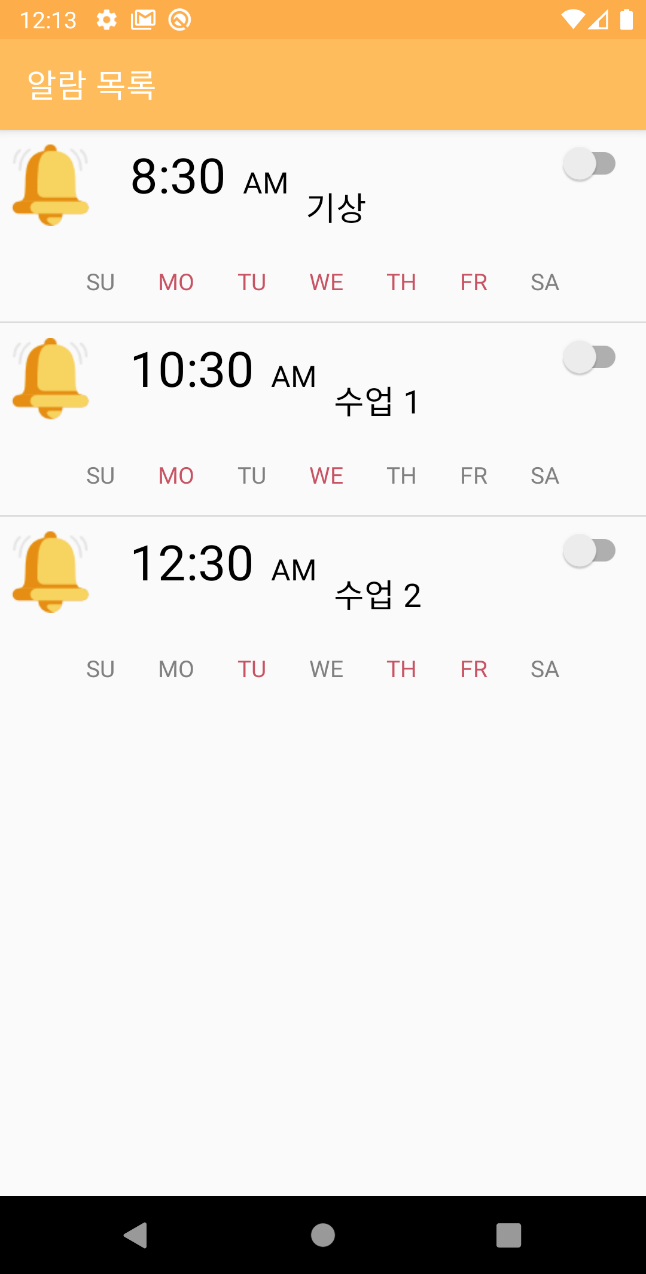 12:13
알람 목록
8:30 AM 기상
SU MO TU WE TH FR SA
10:30 AM 수업 1
SU MO TU WE TH FR SA
12:30 AM 수업 2
SU MO TU WE TH FR SA